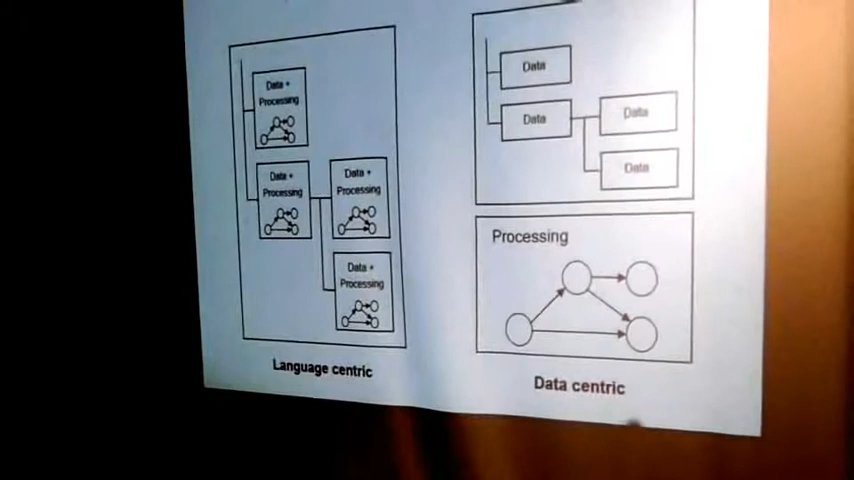 Data +
Processing
Data +
Processing
Data +
Processing
Data +
Processing
Language centric
Data
Data
Data
Data
Processing
Data centric